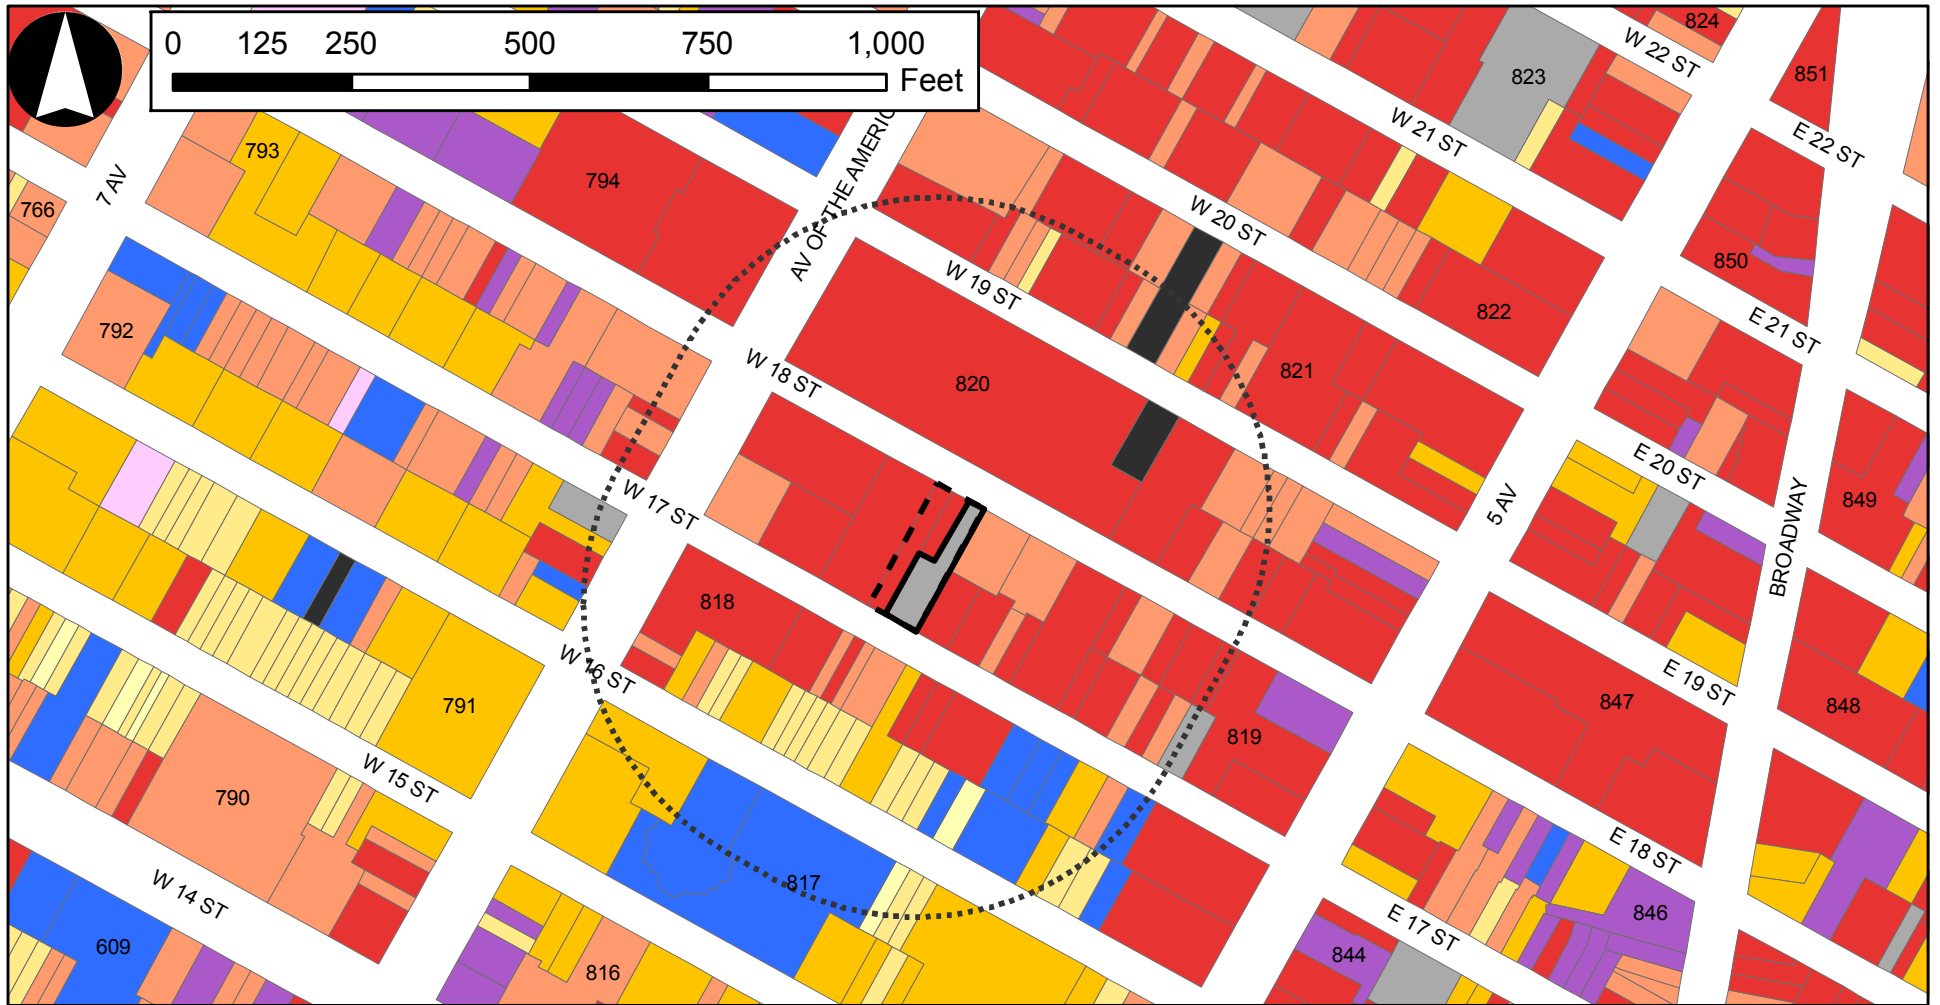 0 125 250 500 750 1,000
Feet
824
W 22 ST
851
823
W 21 ST
E 22 ST
793
794
7 AV
766
AV OF THE AMERIC
W 20 ST
850
W 19 ST
822
E 21 ST
792
W 18 ST
820
821
E 20 ST
W 17 ST
5 AV
849
BROADWAY
818
W 16 ST
E 19 ST
791
847
848
819
W 15 ST
790
E 18 ST
817
W 14 ST
846
E 17 ST
609
816
844